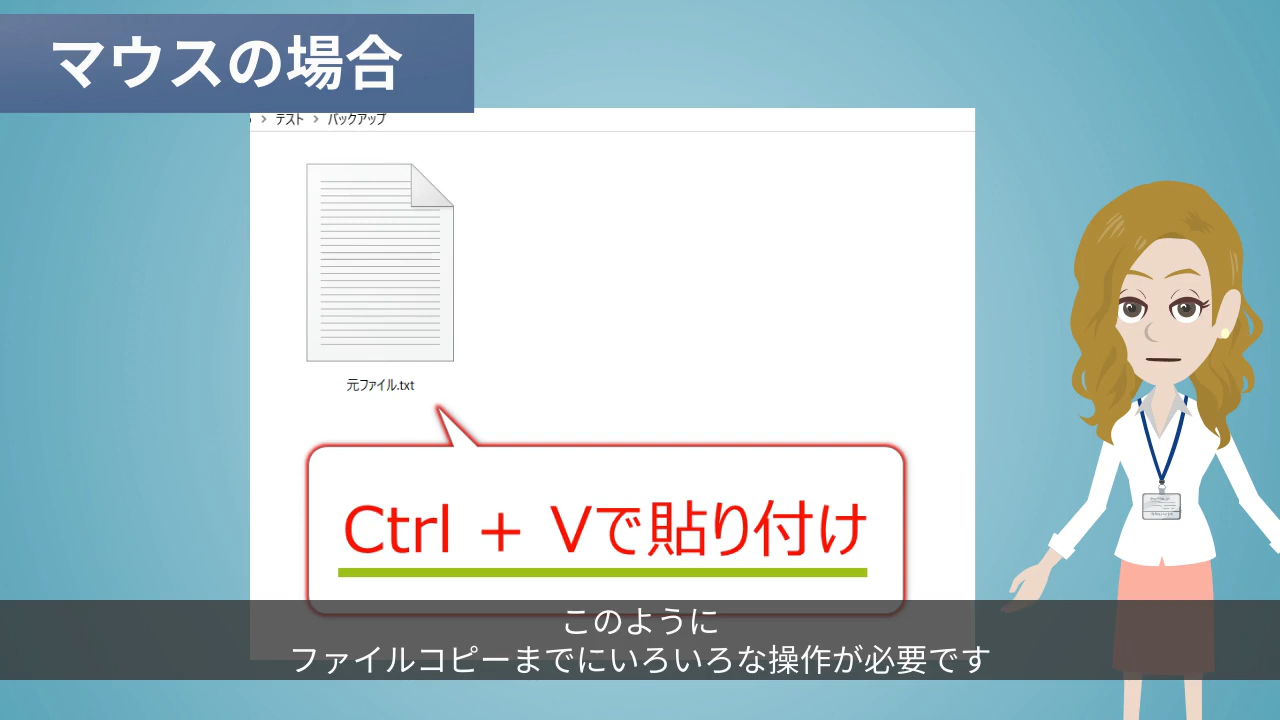 マウスの場合
> テスト > バックアップ
元ファイル.txt
Ctrl + Vで貼り付け
このように
ファイルコピーまでにいろいろな操作が必要です